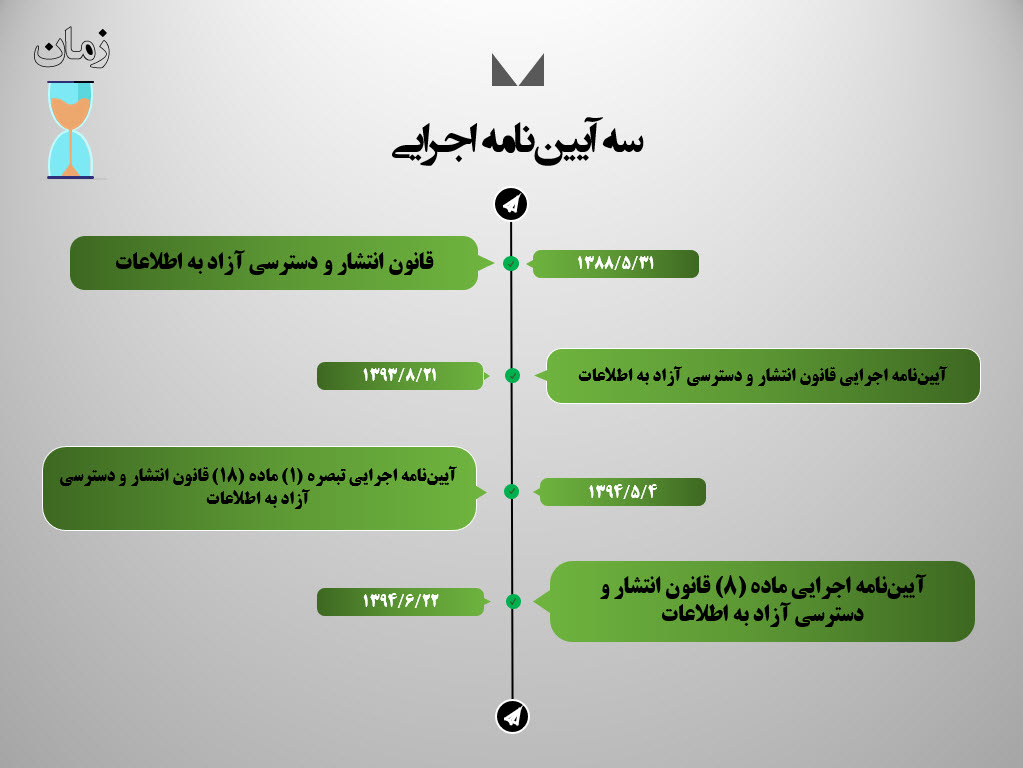 زمان
سه آیین‌نامه اجرایی
قانون انتشار و دسترسی آزاد به اطلاعات
۱۳۸۸/۵/۳۱
آیین‌نامه اجرایی قانون انتشار و دسترسی آزاد به اطلاعات
۱۳۹۳/۸/۲۱
آیین‌نامه اجرایی تبصره (۱) ماده (۱۸) قانون انتشار و دسترسی
آزاد به اطلاعات
۱۳۹۴/۵/۴
آیین‌نامه اجرایی ماده (۸) قانون انتشار و
دسترسی آزاد به اطلاعات
۱۳۹۴/۶/۲۲